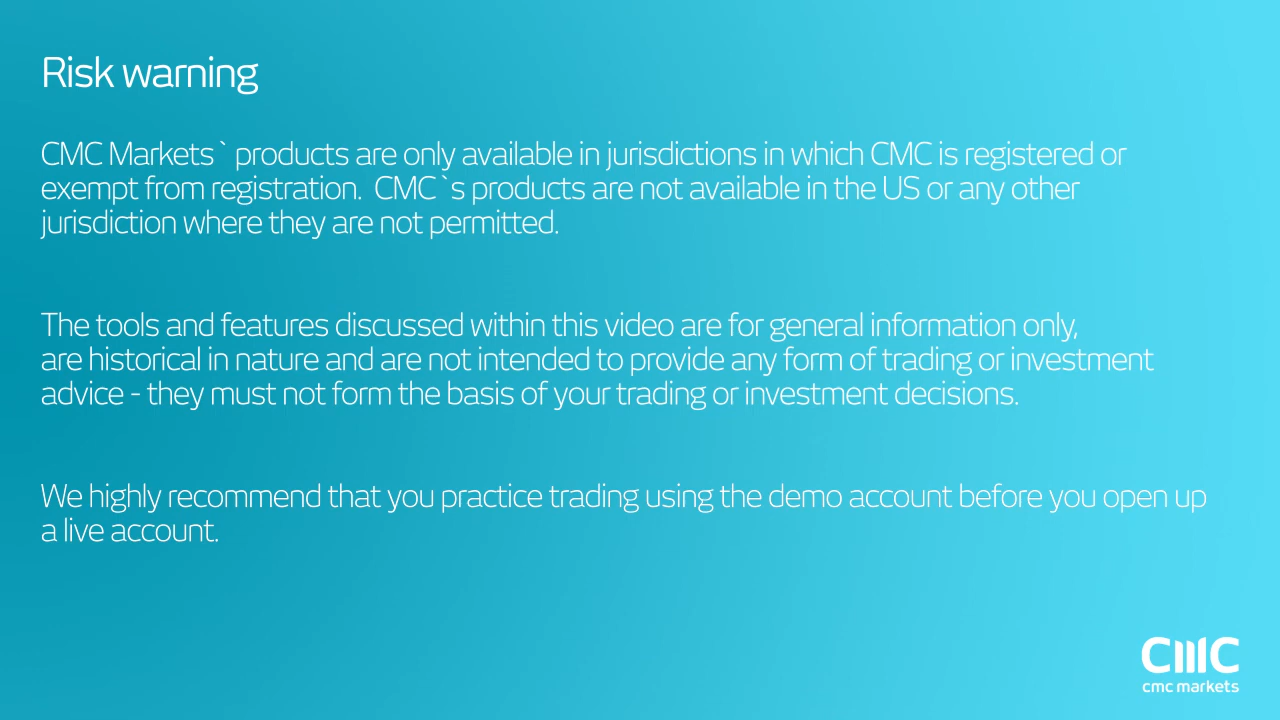 Risk warning
CMC Markets` products are only available in jurisdictions in which CMC is registered or
exempt from registration.  CMC`s products are not available in the US or any other
jurisdiction where they are not permitted.
The tools and features discussed within this video are for general information only,
are historical in nature and are not intended to provide any form of trading or investment
advice - they must not form the basis of your trading or investment decisions.
We highly recommend that you practice trading using the demo account before you open up
a live account.
CMC
cmc markets